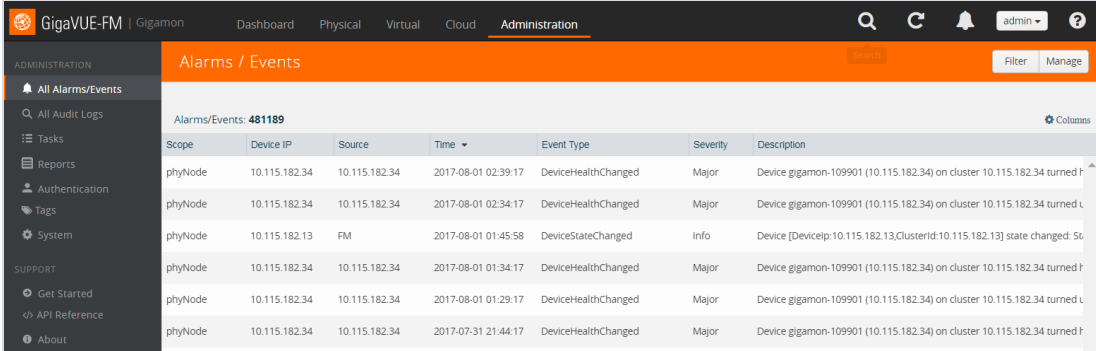 GigaVUE-FM | Gigamon Dashboard Physical Virtual Cloud Administration admin ?
Search
ADMINISTRATION
Alarms / Events Filter Manage
All Alarms/Events
All Audit Logs
Tasks
Reports
Authentication
Tags
System
SUPPORT
Get Started
</> API Reference
About
Alarms/Events: 481189 Columns
Scope Device IP Source Time Event Type Severity Description
phyNode 10.115.182.34 10.115.182.34 2017-08-01 02:39:17 DeviceHealthChanged Major Device gigamon-109901 (10.115.182.34) on cluster 10.115.182.34 turned
phyNode 10.115.182.34 10.115.182.34 2017-08-01 02:34:17 DeviceHealthChanged Major Device gigamon-109901 (10.115.182.34) on cluster 10.115.182.34 turned
phyNode 10.115.182.13 FM 2017-08-01 01:45:58 DeviceStateChanged Info Device [DeviceIp:10.115.182.13,ClusterId:10.115.182.13] state changed:
phyNode 10.115.182.34 10.115.182.34 2017-08-01 01:34:17 DeviceHealthChanged Major Device gigamon-109901 (10.115.182.34) on cluster 10.115.182.34 turned
phyNode 10.115.182.34 10.115.182.34 2017-08-01 01:29:17 DeviceHealthChanged Major Device gigamon-109901 (10.115.182.34) on cluster 10.115.182.34 turned
phyNode 10.115.182.34 10.115.182.34 2017-07-31 21:44:17 DeviceHealthChanged Major Device gigamon-109901 (10.115.182.34) on cluster 10.115.182.34 turned